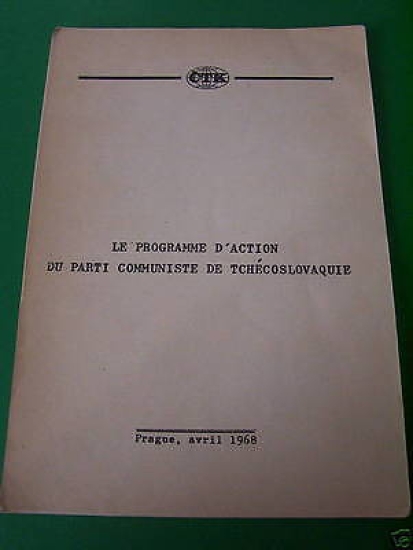 ČTK
LE PROGRAMME D'ACTION
DU PARTI COMMUNISTE DE TCHÉCOSLOVAQUIE
Prague, avril 1968